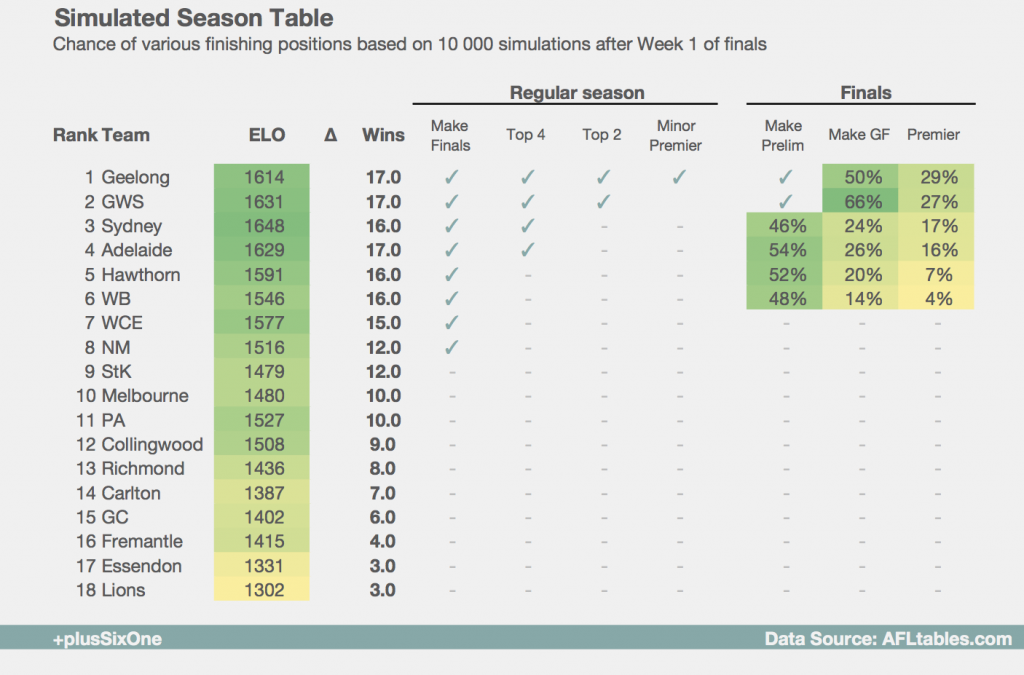 Simulated Season Table
Chance of various finishing positions based on 10 000 simulations after Week 1 of finals
Regular season Finals
Rank Team ELO Δ Wins Make Finals Top 4 Top 2 Minor Premier Make Prelim Make GF Premier
1 Geelong 1614 17.0 ✓ ✓ ✓ ✓ ✓ 50% 29%
2 GWS 1631 17.0 ✓ ✓ ✓ - ✓ 66% 27%
3 Sydney 1648 16.0 ✓ ✓ - - 46% 24% 17%
4 Adelaide 1629 17.0 ✓ ✓ - - 54% 26% 16%
5 Hawthorn 1591 16.0 ✓ - - - 52% 20% 7%
6 WB 1546 16.0 ✓ - - - 48% 14% 4%
7 WCE 1577 15.0 ✓ - - - - - -
8 NM 1516 12.0 ✓ - - - - - -
9 StK 1479 12.0 - - - - - - -
10 Melbourne 1480 10.0 - - - - - - -
11 PA 1527 10.0 - - - - - - -
12 Collingwood 1508 9.0 - - - - - - -
13 Richmond 1436 8.0 - - - - - - -
14 Carlton 1387 7.0 - - - - - - -
15 GC 1402 6.0 - - - - - - -
16 Fremantle 1415 4.0 - - - - - - -
17 Essendon 1331 3.0 - - - - - - -
18 Lions 1302 3.0 - - - - - - -
+plusSixOne Data Source: AFLtables.com